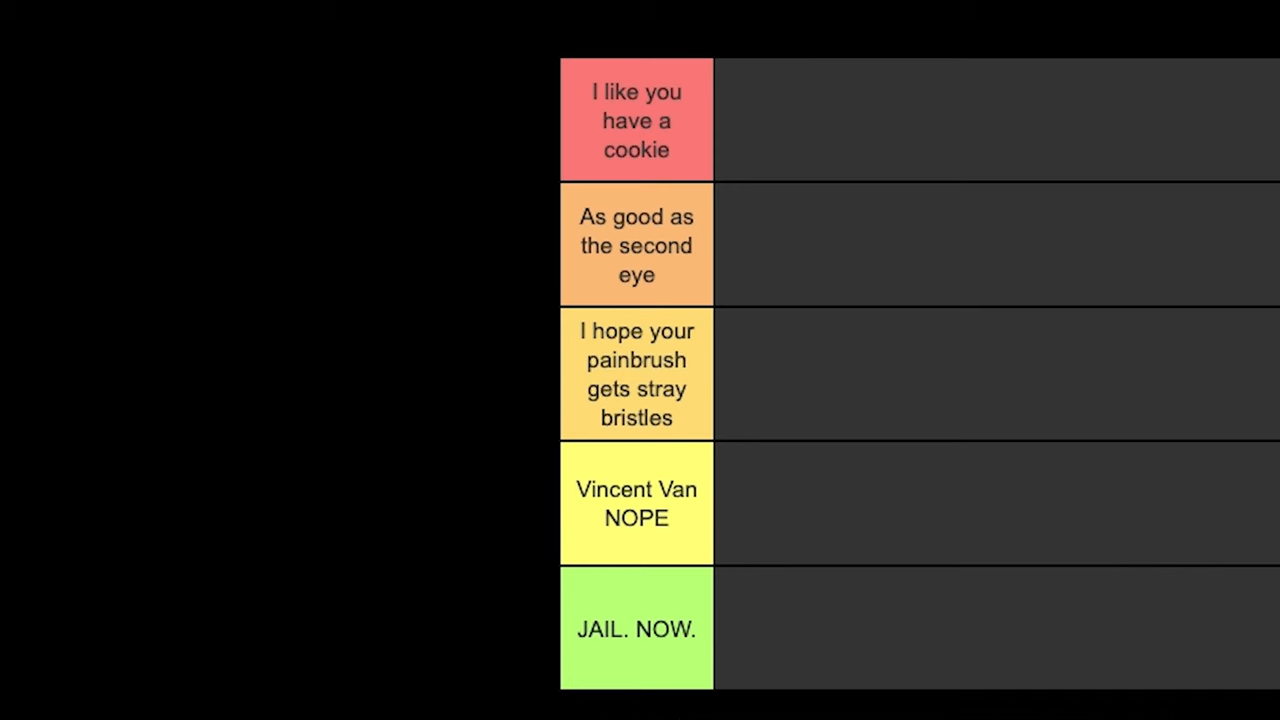 I like you
have a
cookie
As good as
the second
eye
I hope your
painbrush
gets stray
bristles
Vincent Van
NOPE
JAIL. NOW.